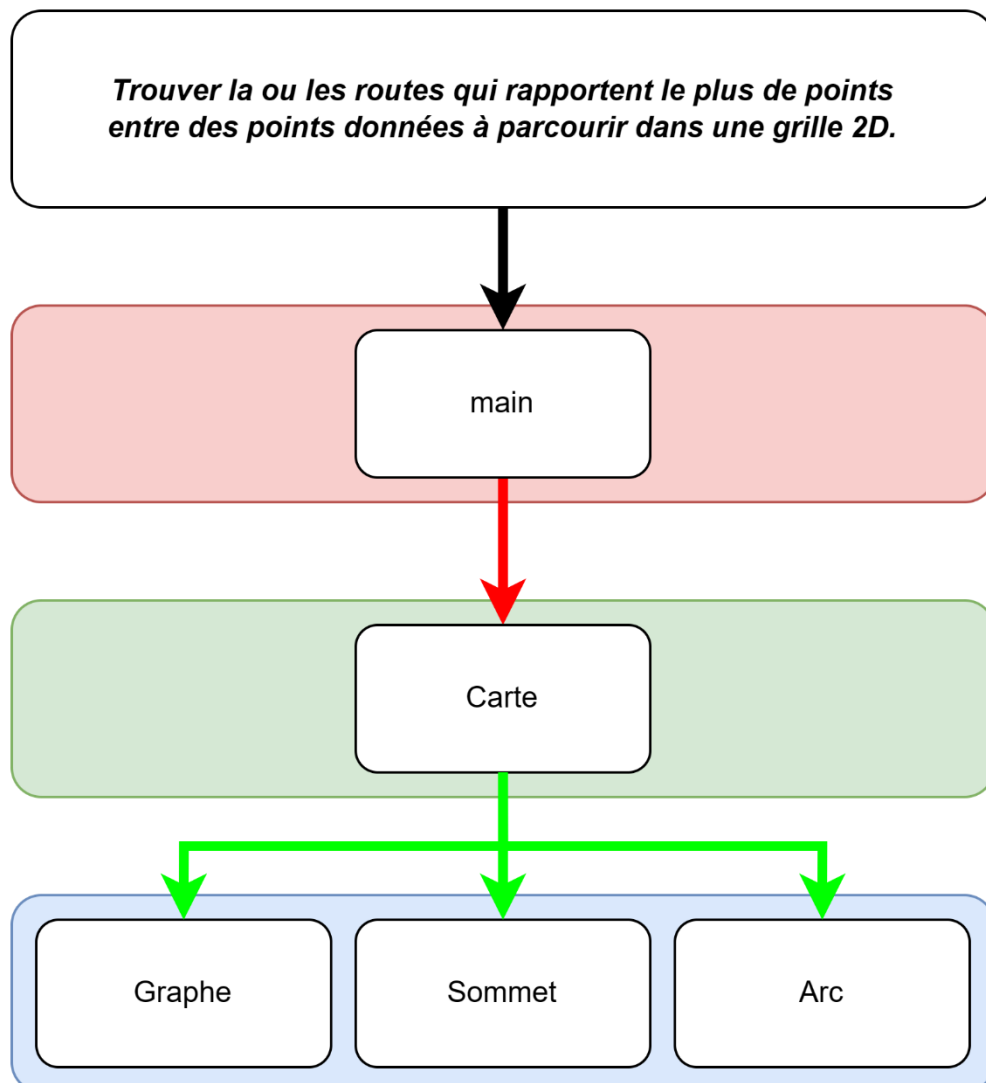 Trouver la ou les routes qui rapportent le plus de points
entre des points données à parcourir dans une grille 2D.
main
Carte
Graphe
Sommet
Arc